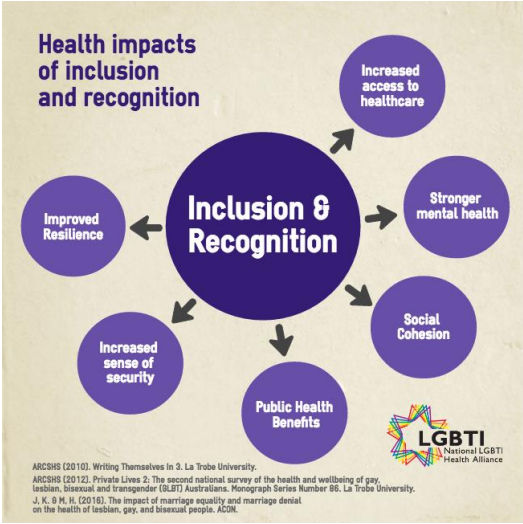 Health impacts
of inclusion
and recognition
Increased
access to
healthcare
Stronger
mental health
Social
Cohesion
Public Health
Benefits
Increased
sense of
security
Improved
Resilience
Inclusion &
Recognition
LGBTI
National LGBTI
Health Alliance
ARCSHS (2010). Writing Themselves In 3. La Trobe University.
ARCSHS (2012). Private Lives 2: The second national survey of the health and wellbeing of gay,
lesbian, bisexual and transgender (GLBT) Australians. Monograph Series Number 86. La Trobe University.
J, K. & M, H. (2016). The impact of marriage equality and marriage denial
on the health of lesbian, gay, and bisexual people. ACON.